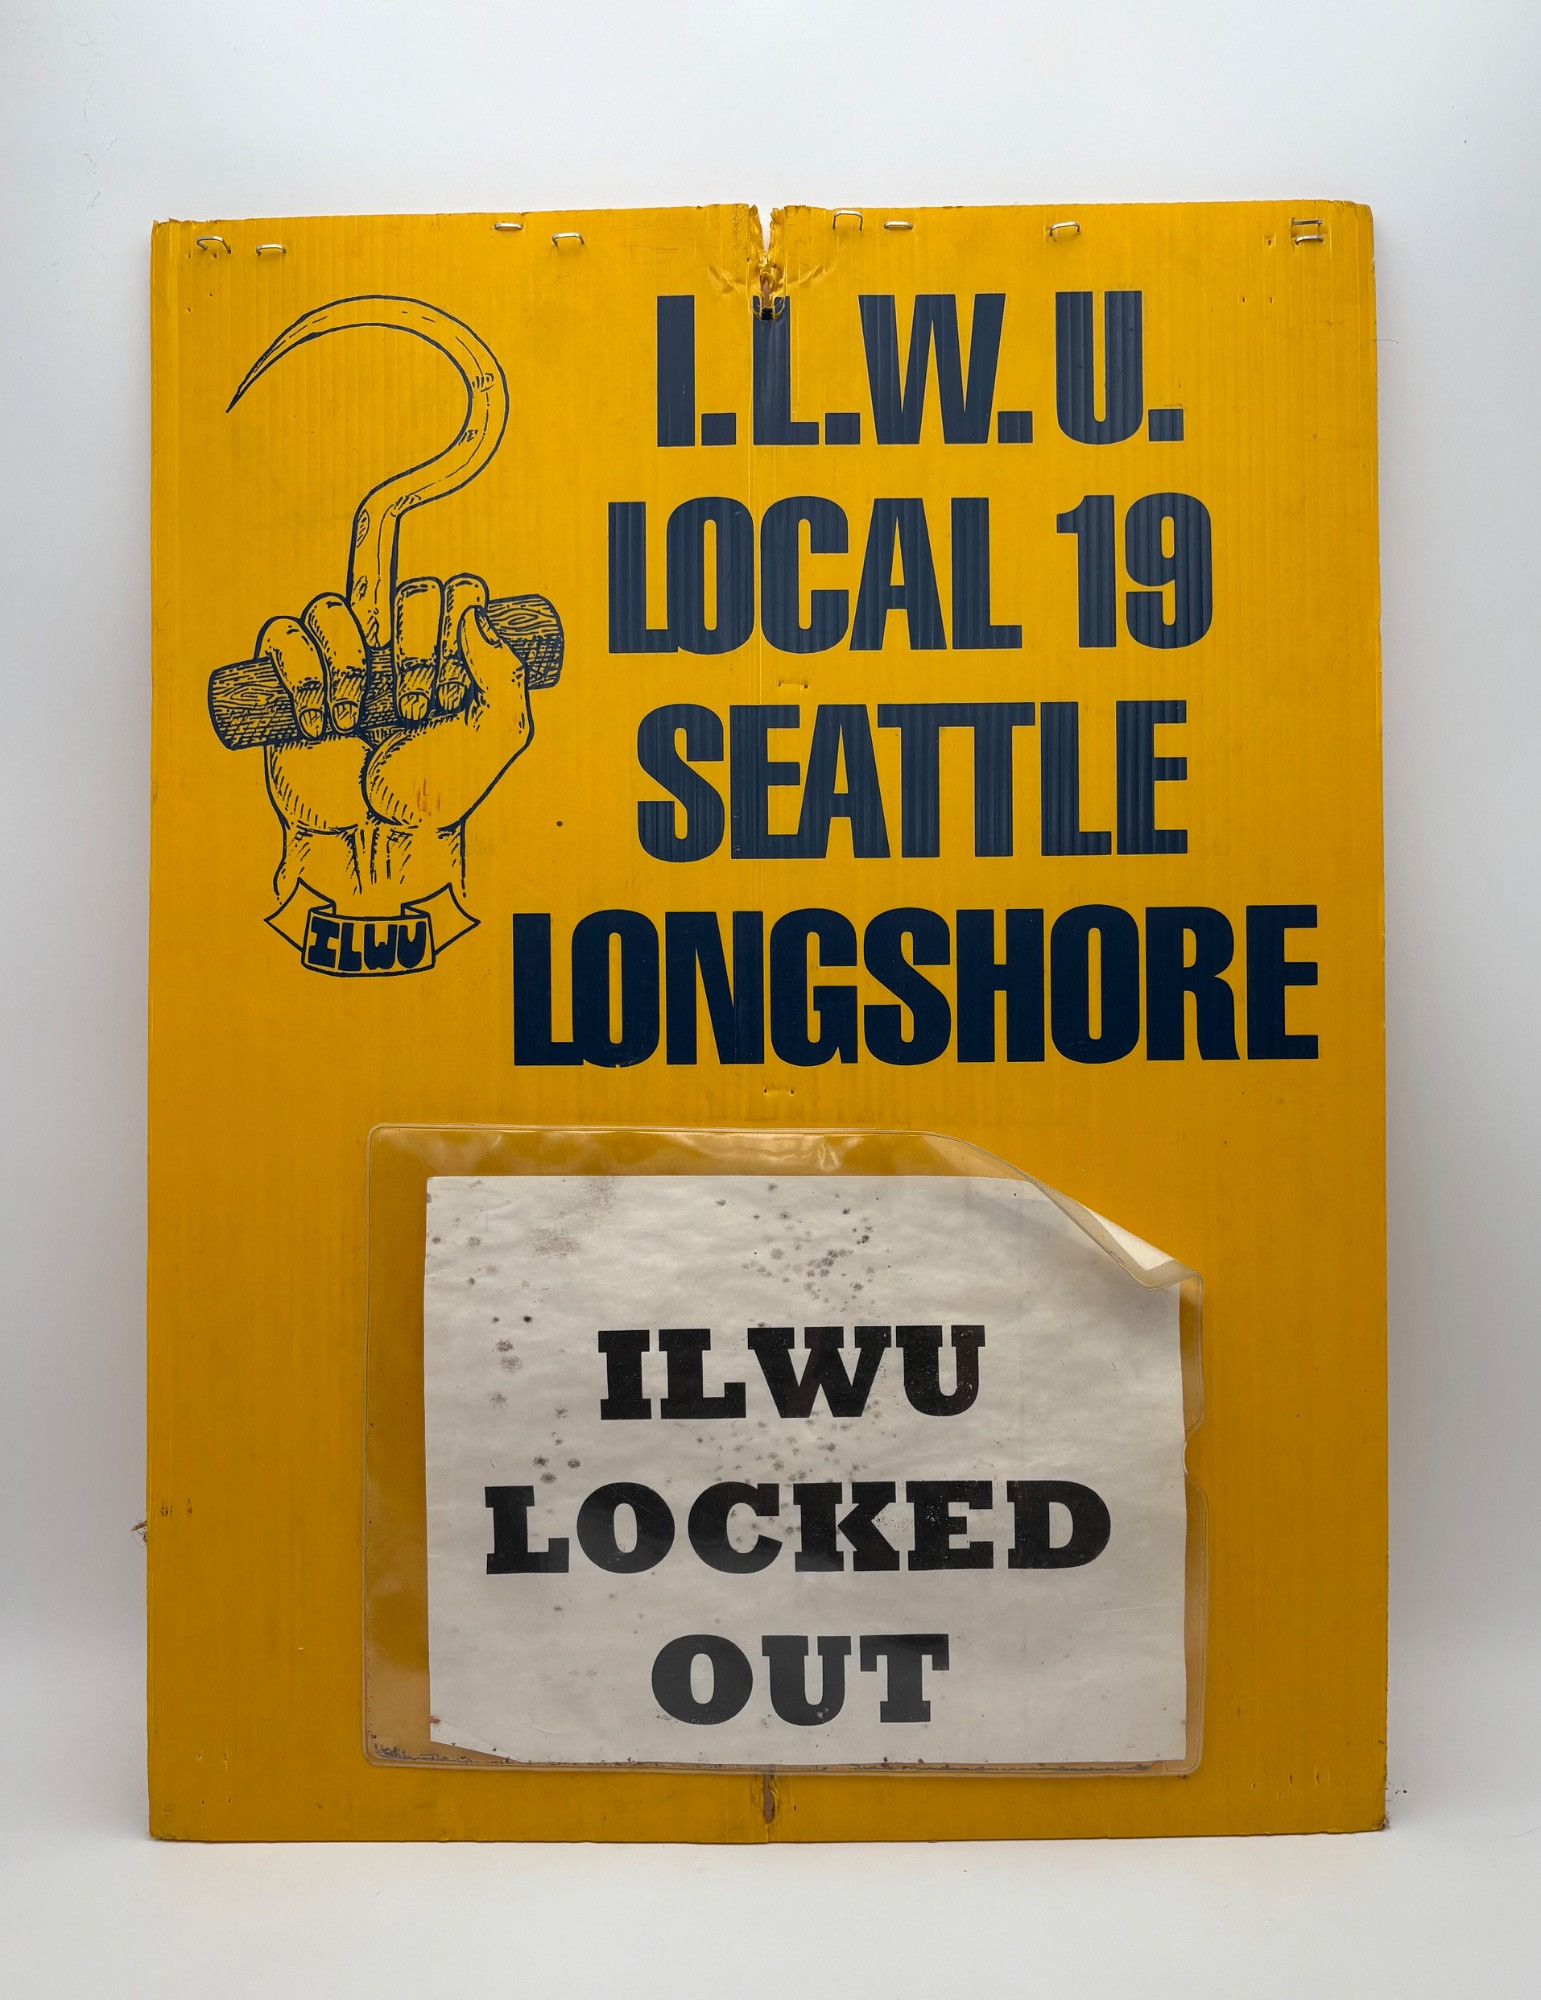 I.L.W.U.
LOCAL 19
SEATTLE
LONGSHORE
ILWU
ILWU
LOCKED
OUT